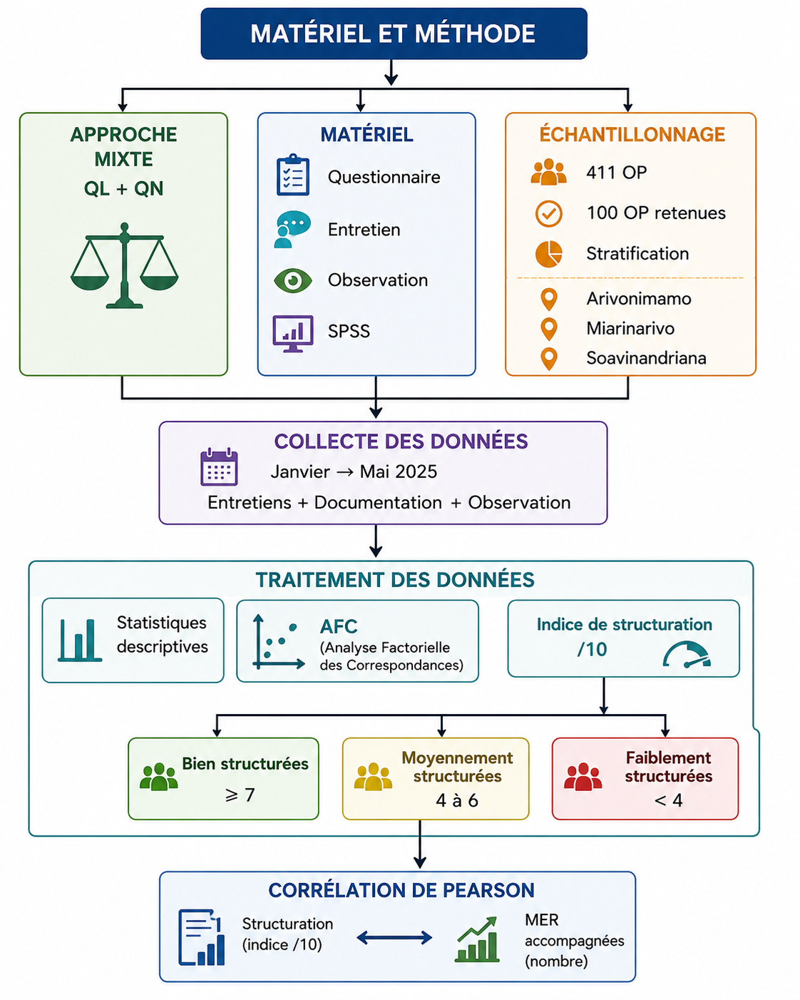 MATÉRIEL ET MÉTHODE
APPROCHE
MIXTE
QL + QN
MATÉRIEL
Questionnaire
Entretien
Observation
SPSS
ÉCHANTILLONNAGE
411 OP
100 OP retenues
Stratification
Arivonimamo
Miarinarivo
Soavinandriana
COLLECTE DES DONNÉES
Janvier → Mai 2025
Entretiens + Documentation + Observation
TRAITEMENT DES DONNÉES
Statistiques
descriptives
AFC
(Analyse Factorielle
des Correspondances)
Indice de structuration
/10
Bien structurées
⩾ 7
Moyennement
structurées
4 à 6
Faiblement
structurées
< 4
CORRÉLATION DE PEARSON
Structuration
(indice /10)
MER
accompagnées
(nombre)